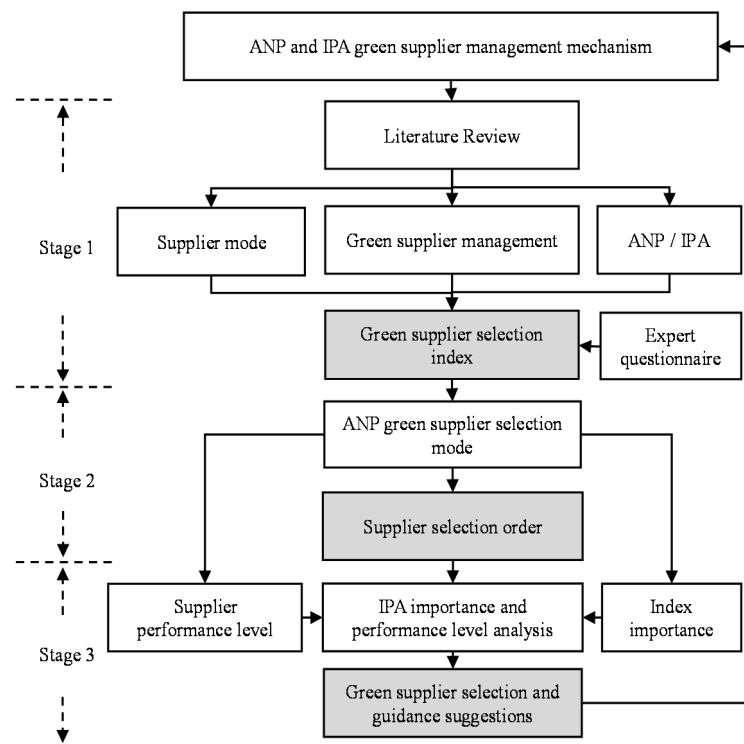 ANP and IPA green supplier management mechanism
Literature Review
Supplier mode
Green supplier management
ANP / IPA
Stage 1
Green supplier selection
index
Expert
questionnaire
ANP green supplier selection
mode
Stage 2
Supplier selection order
Supplier
performance level
IPA importance and
performance level analysis
Index
importance
Stage 3
Green supplier selection and
guidance suggestions